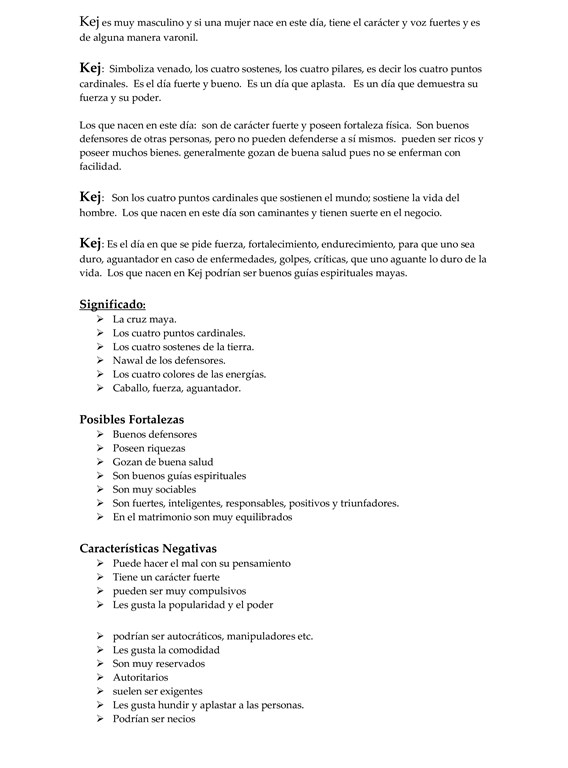 Kej es muy masculino y si una mujer nace en este día, tiene el carácter y voz fuertes y es
de alguna manera varonil.
Kej: Simboliza venado, los cuatro sostenes, los cuatro pilares, es decir los cuatro puntos
cardinales. Es el día fuerte y bueno. Es un día que aplasta. Es un día que demuestra su
fuerza y su poder.
Los que nacen en este día: son de carácter fuerte y poseen fortaleza física. Son buenos
defensores de otras personas, pero no pueden defenderse a sí mismos. pueden ser ricos y
poseer muchos bienes. generalmente gozan de buena salud pues no se enferman con
facilidad.
Kej: Son los cuatro puntos cardinales que sostienen el mundo; sostiene la vida del
hombre. Los que nacen en este día son caminantes y tienen suerte en el negocio.
Kej: Es el día en que se pide fuerza, fortalecimiento, endurecimiento, para que uno sea
duro, aguantador en caso de enfermedades, golpes, críticas, que uno aguante lo duro de la
vida. Los que nacen en Kej podrían ser buenos guías espirituales mayas.
Significado:
➢ La cruz maya.
➢ Los cuatro puntos cardinales.
➢ Los cuatro sostenes de la tierra.
➢ Nawal de los defensores.
➢ Los cuatro colores de las energías.
➢ Caballo, fuerza, aguantador.
Posibles Fortalezas
➢ Buenos defensores
➢ Poseen riquezas
➢ Gozan de buena salud
➢ Son buenos guías espirituales
➢ Son muy sociables
➢ Son fuertes, inteligentes, responsables, positivos y triunfadores.
➢ En el matrimonio son muy equilibrados
Características Negativas
➢ Puede hacer el mal con su pensamiento
➢ Tiene un carácter fuerte
➢ pueden ser muy compulsivos
➢ Les gusta la popularidad y el poder
➢ podrían ser autocráticos, manipuladores etc.
➢ Les gusta la comodidad
➢ Son muy reservados
➢ Autoritarios
➢ suelen ser exigentes
➢ Les gusta hundir y aplastar a las personas.
➢ Podrían ser necios